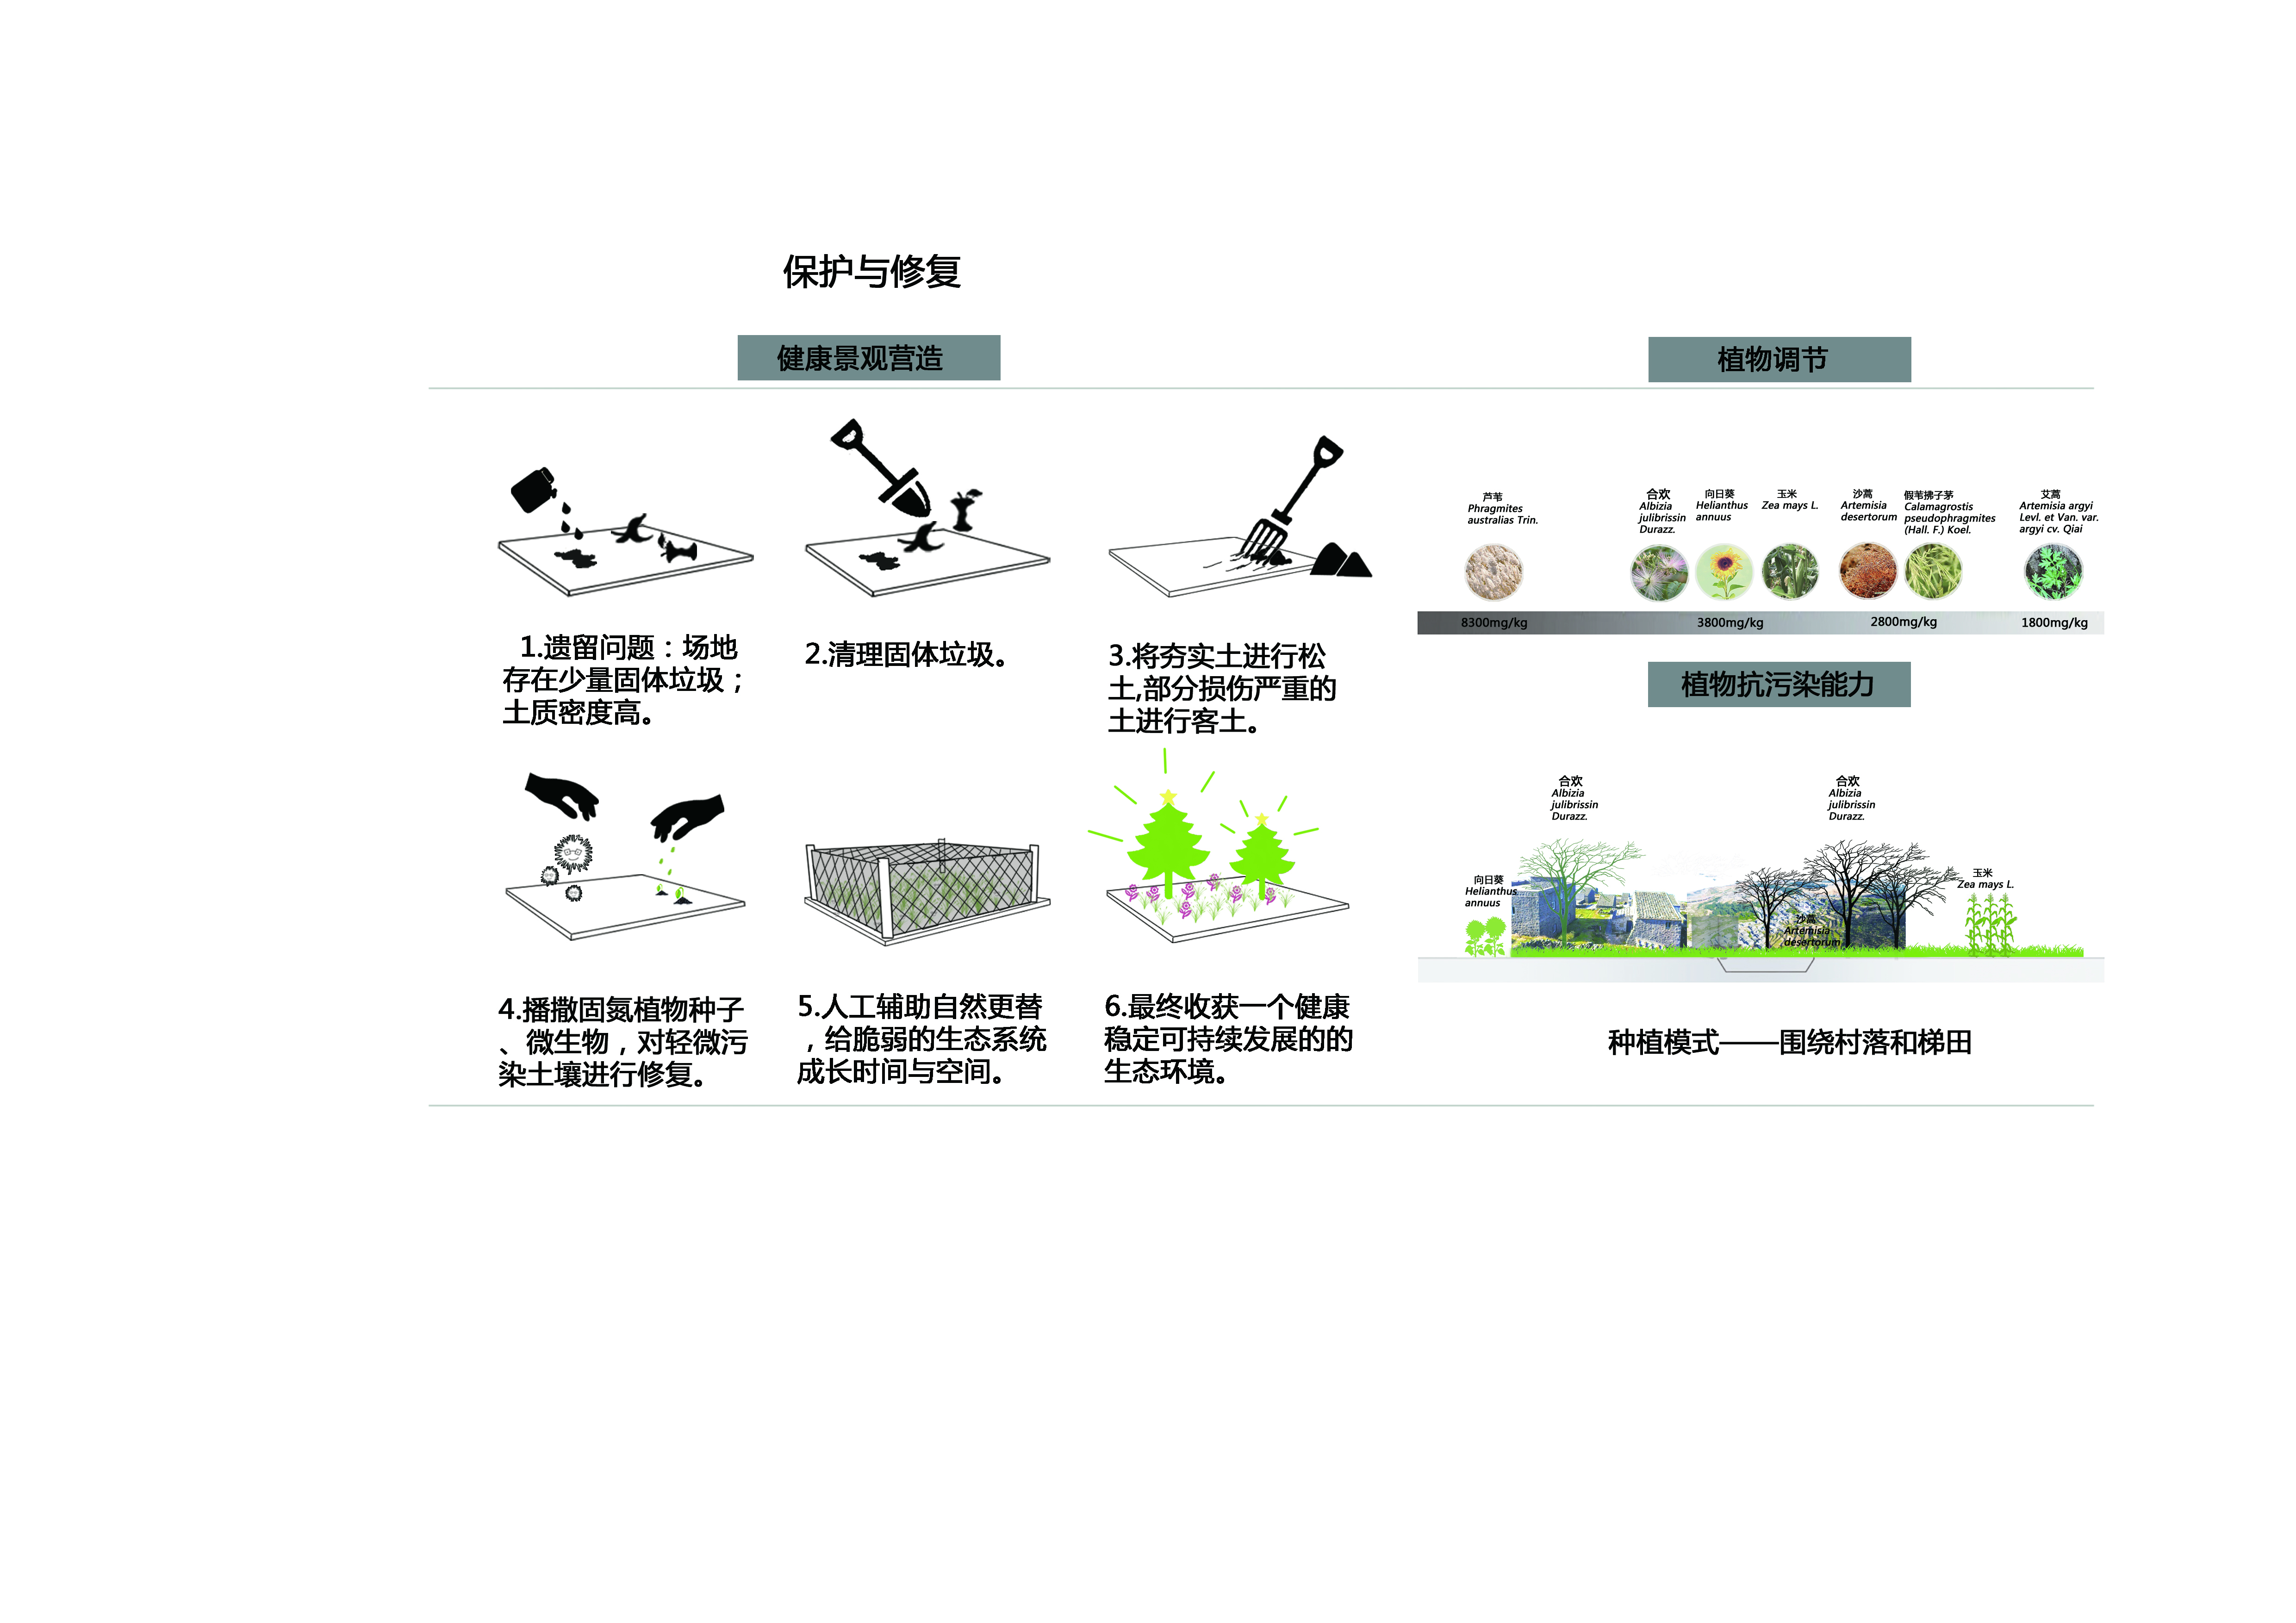 保护与修复
健康景观营造
植物调节
1.遗留问题：场地
存在少量固体垃圾；
土质密度高。
2.清理固体垃圾。
3.将夯实土进行松
土,部分损伤严重的
土进行客土。
4.播撒固氮植物种子
、微生物，对轻微污
染土壤进行修复。
5.人工辅助自然更替
，给脆弱的生态系统
成长时间与空间。
6.最终收获一个健康
稳定可持续发展的的
生态环境。
芦苇
Phragmites
australias Trin.
合欢
Albizia
julibrissin
Durazz.
向日葵
Helianthus
annuus
玉米
Zea mays L.
沙蒿
Artemisia
desertorum
假苇拂子茅
Calamagrostis
pseudophragmites
(Hall. F.) Koel.
艾蒿
Artemisia argyi
Levl. et Van. var.
argyi cv. Qiai
8300mg/kg
3800mg/kg
2800mg/kg
1800mg/kg
植物抗污染能力
合欢
Albizia
julibrissin
Durazz.
合欢
Albizia
julibrissin
Durazz.
向日葵
Helianthus
annuus
沙蒿
Artemisia
desertorum
玉米
Zea mays L.
种植模式——围绕村落和梯田